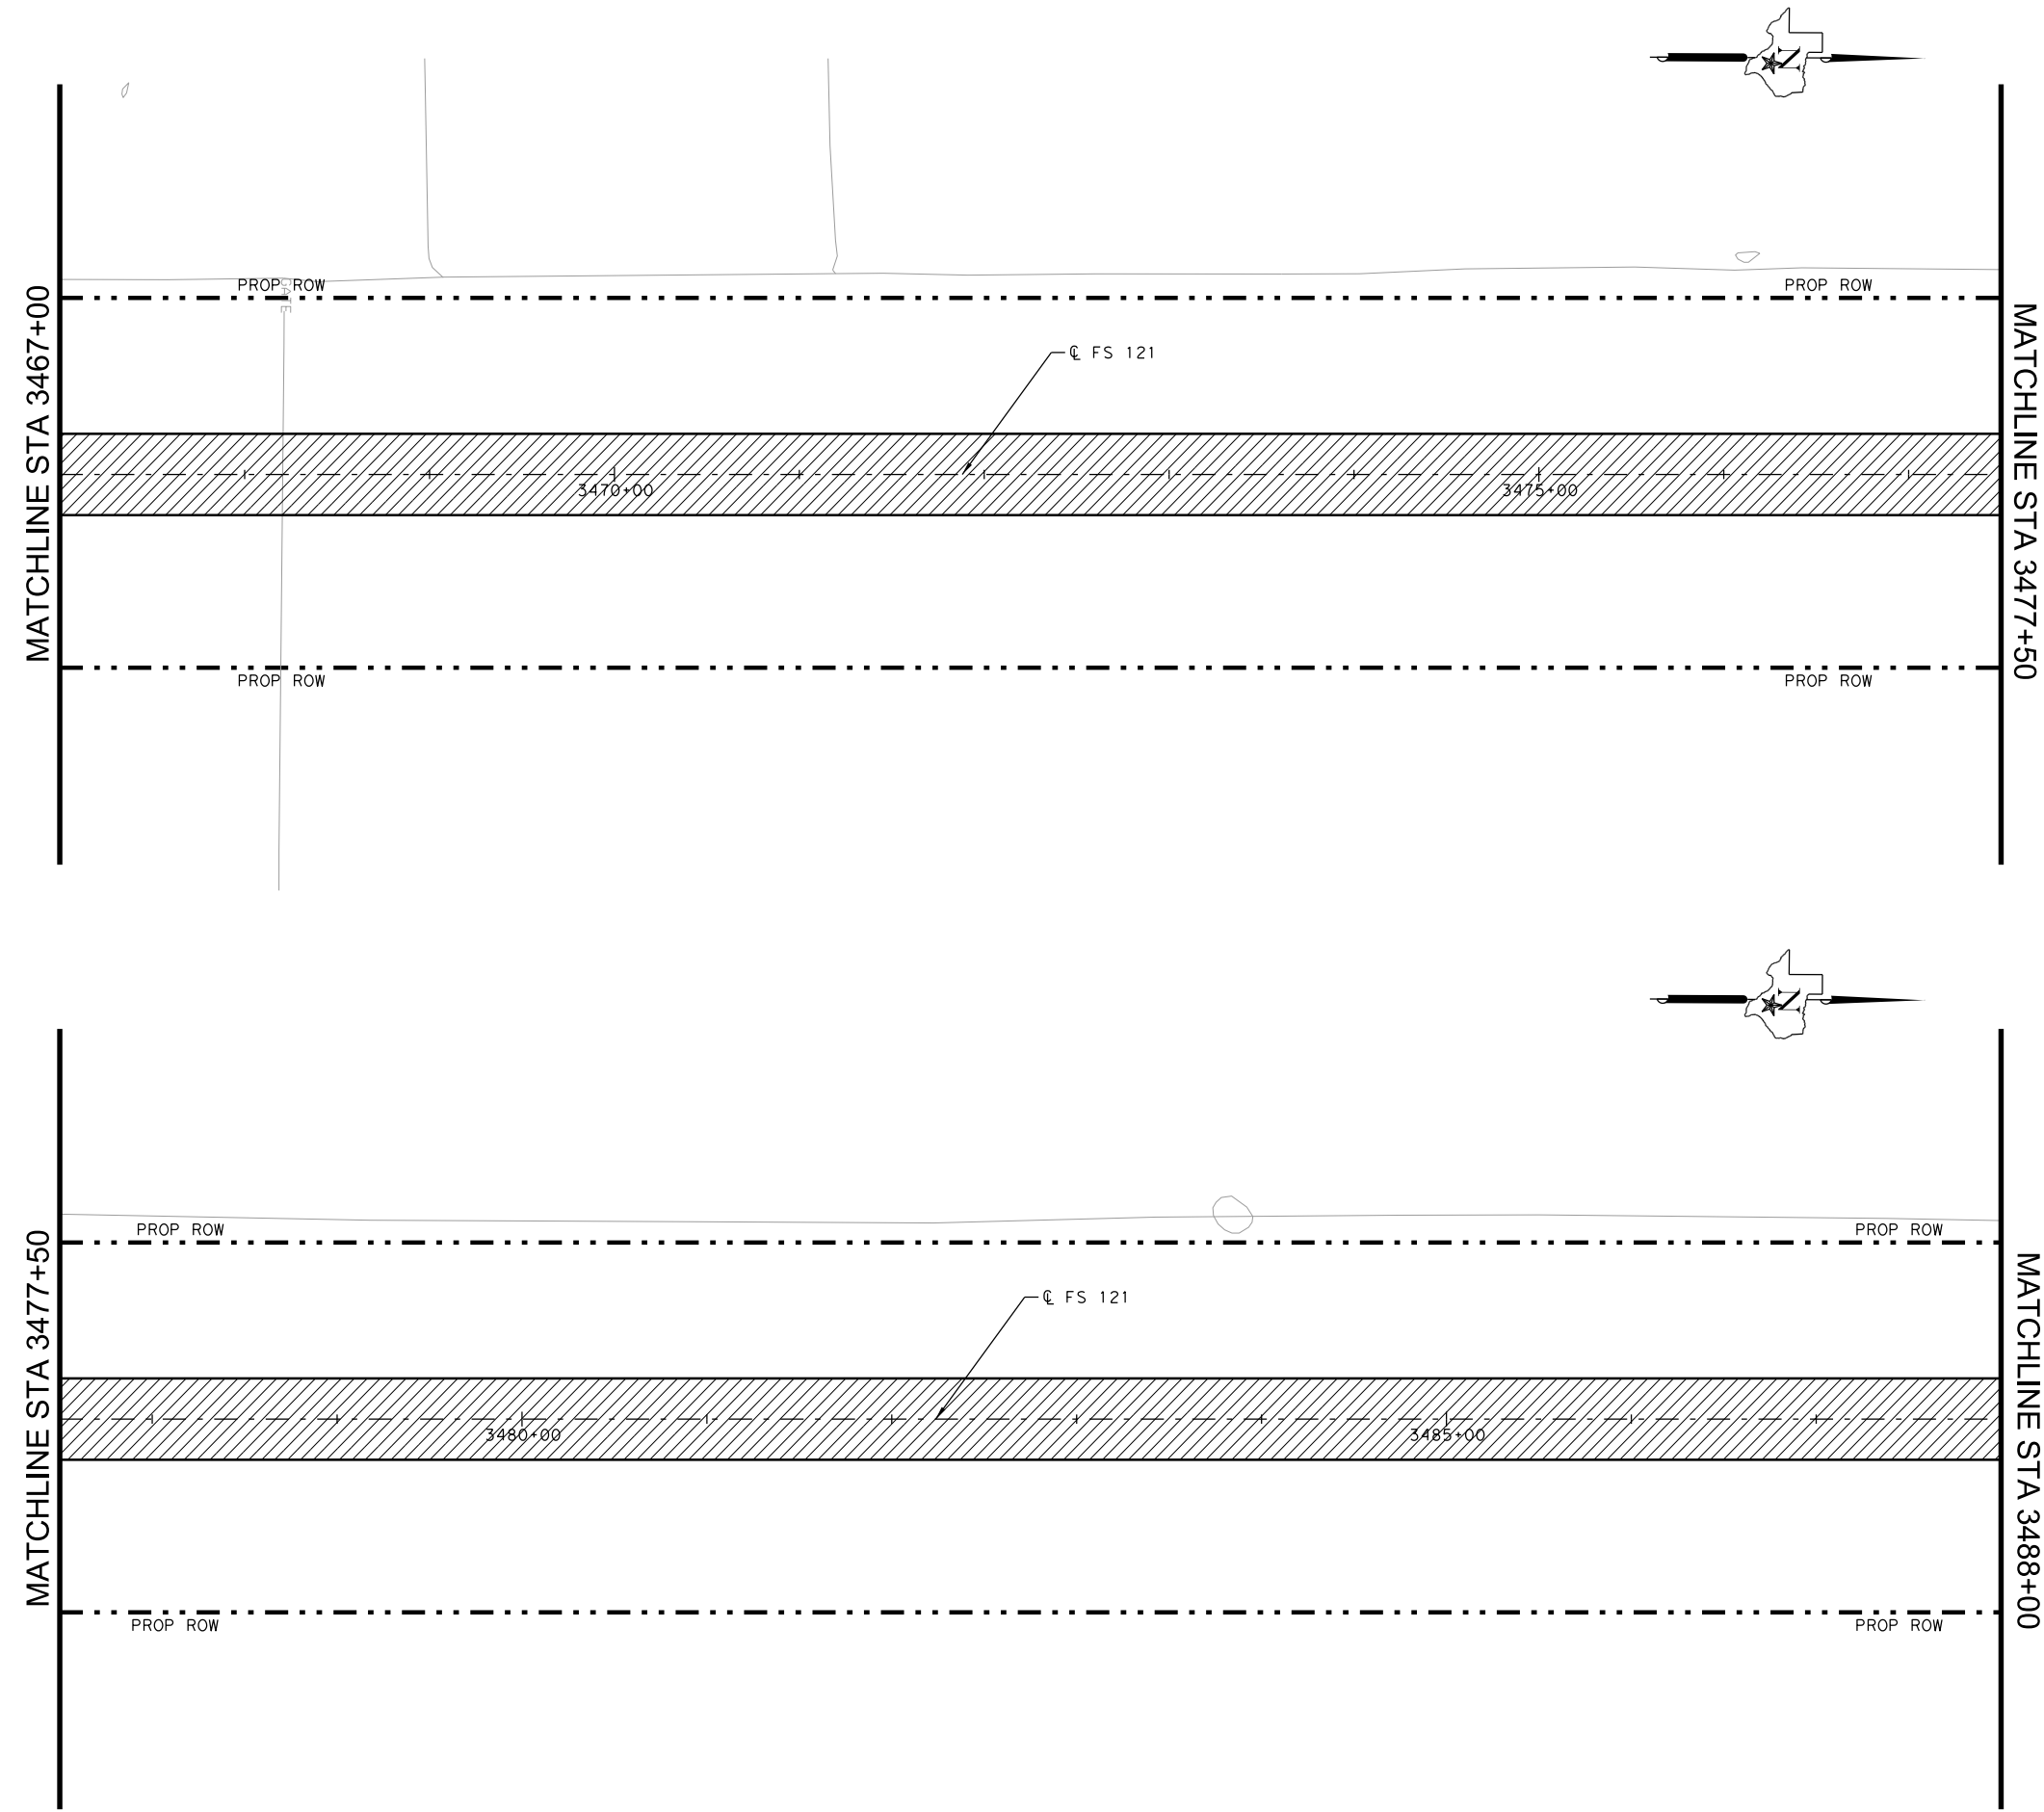 PROP ROW
PROP ROW
GATE
MATCHLINE STA 3467+00
MATCHLINE STA 3477+50
℄ FS 121
3470+00
3475+00
PROP ROW
PROP ROW
PROP ROW
PROP ROW
MATCHLINE STA 3477+50
MATCHLINE STA 3488+00
℄ FS 121
3480+00
3485+00
PROP ROW
PROP ROW